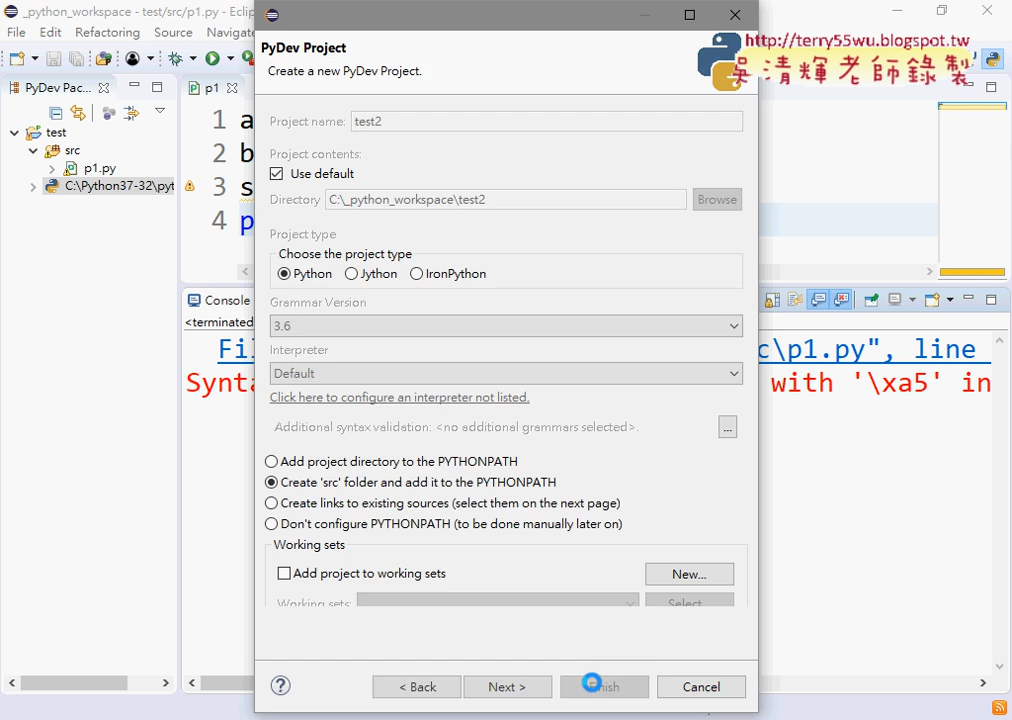 _python_workspace - test/src/p1.py - Eclip
File Edit Refactoring Source Navigate
PyDev Pac...
p1
test
src
p1.py
C:\Python37-32\pyt
1 a
2 b
3 s
4 p
Console
<terminated
Fi
c\p1.py", line
Synta
with '\xa5' in
PyDev Project
Create a new PyDev Project.
http://terry55wu.blogspot.tw
吳清輝老師錄製
Project name: test2
Project contents:
Use default
Directory C:\_python_workspace\test2 Browse
Project type
Choose the project type
Python Jython IronPython
Grammar Version
3.6
Interpreter
Default
Click here to configure an interpreter not listed.
Additional syntax validation: <no additional grammars selected>. ...
Add project directory to the PYTHONPATH
Create 'src' folder and add it to the PYTHONPATH
Create links to existing sources (select them on the next page)
Don't configure PYTHONPATH (to be done manually later on)
Working sets
Add project to working sets New...
Working sets: Select...
? < Back Next > Finish Cancel